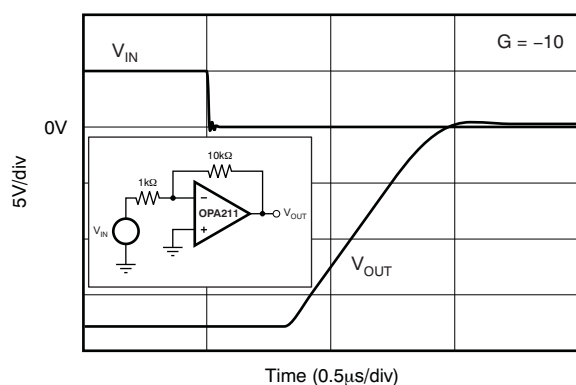 G = −10
V_IN
0V
5V/div
10kΩ
1kΩ
−
OPA211
+
V_OUT
V_IN
V_OUT
Time (0.5μs/div)